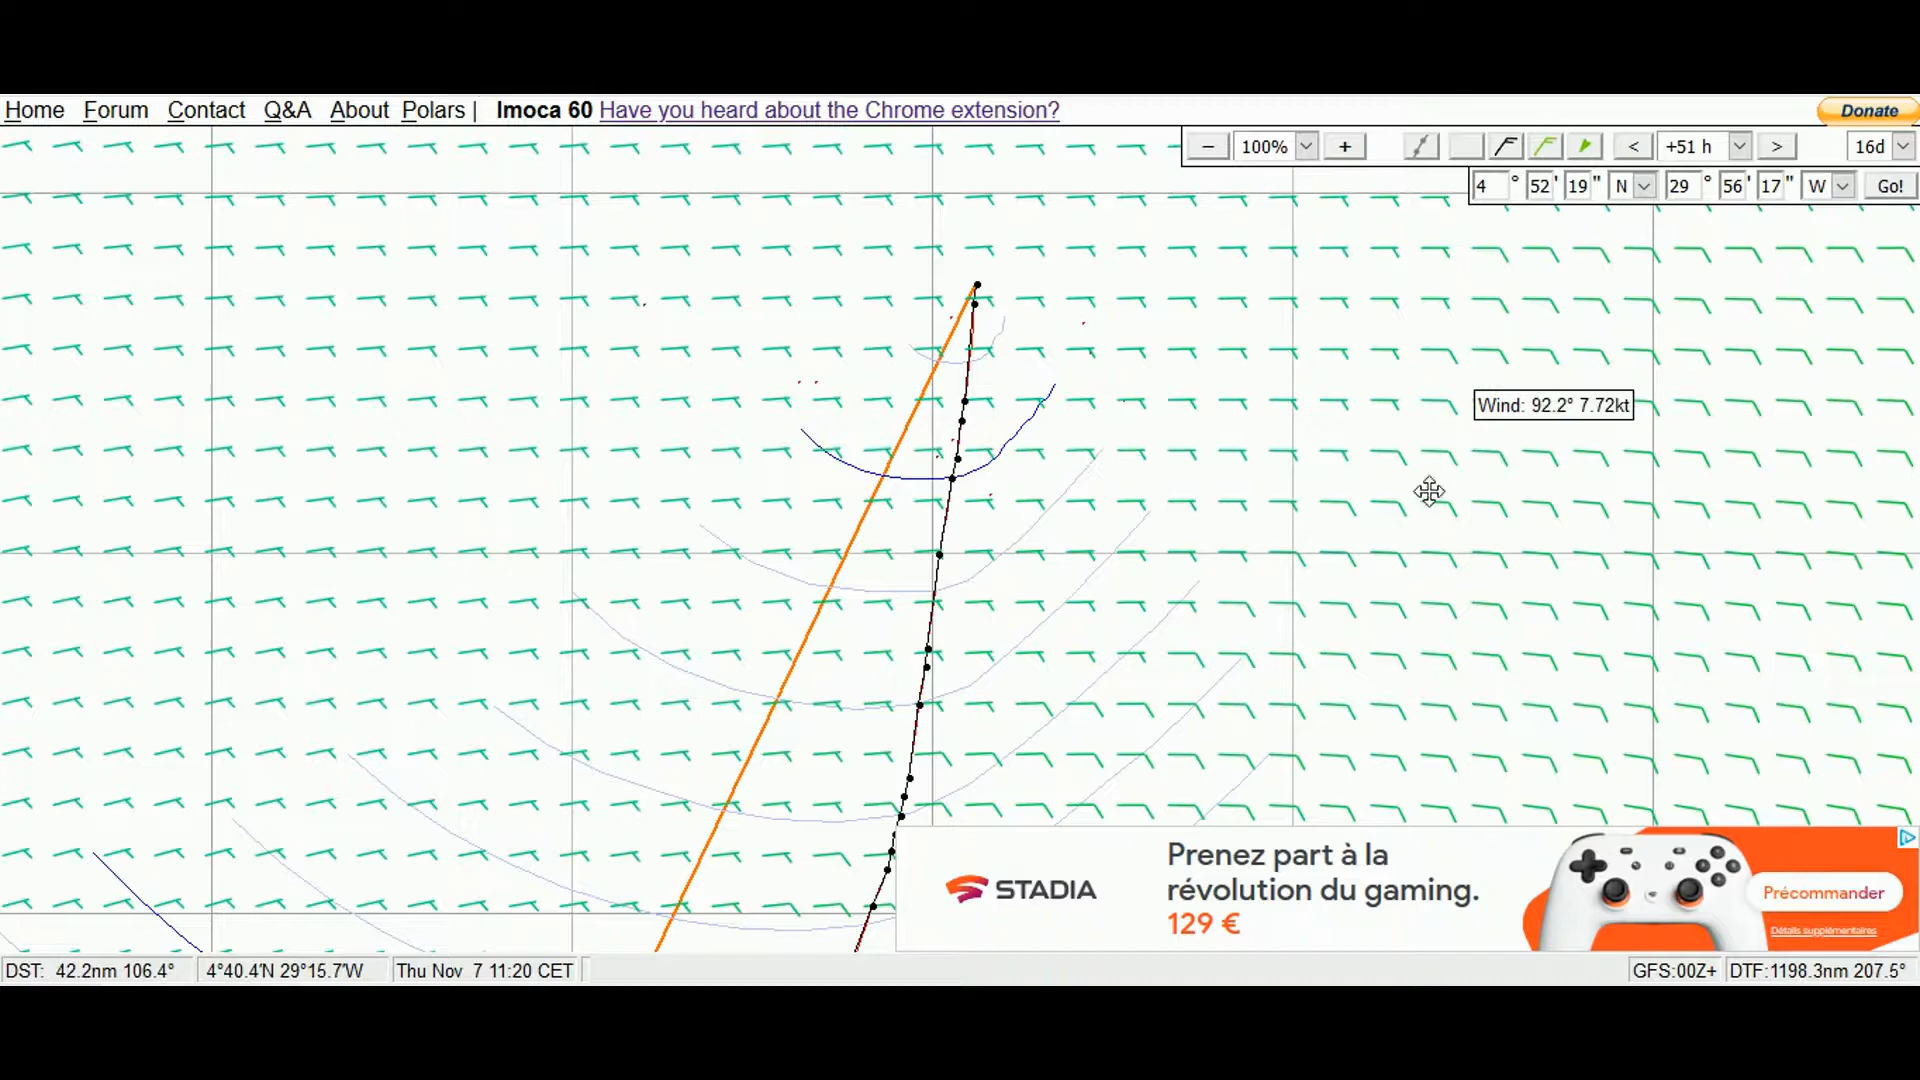 Home Forum Contact Q&A About Polars | Imoca 60 Have you heard about the Chrome extension? Donate
− 100% + < +51 h > 16d
4 ° 52 ' 19 " N 29 ° 56 ' 17 " W Go!
Wind: 92.2° 7.72kt
STADIA
Prenez part à la
révolution du gaming.
129 €
Précommander
Détails supplémentaires
DST: 42.2nm 106.4° 4°40.4'N 29°15.7'W Thu Nov 7 11:20 CET GFS:00Z+ DTF:1198.3nm 207.5°